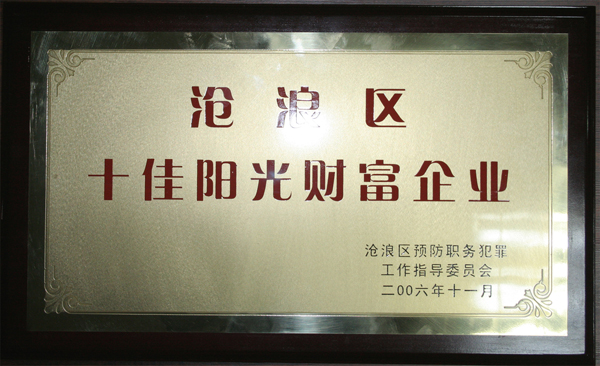 沧浪区
十佳阳光财富企业
沧浪区预防职务犯罪
工作指导委员会
二00六年十一月